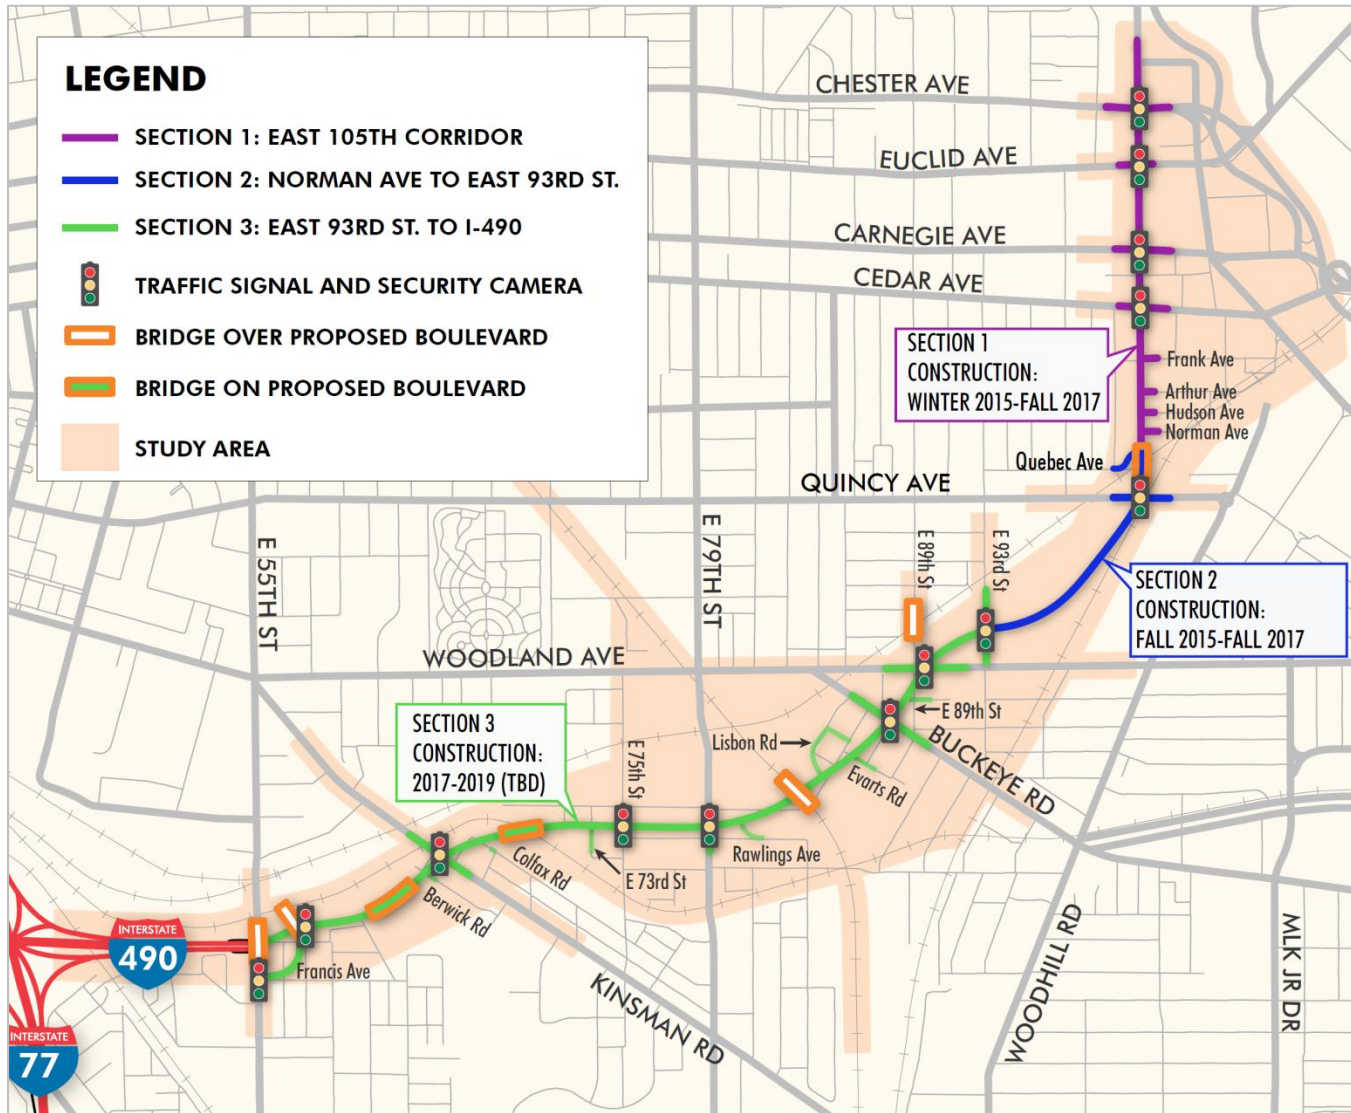 LEGEND
SECTION 1: EAST 105TH CORRIDOR
SECTION 2: NORMAN AVE TO EAST 93RD ST.
SECTION 3: EAST 93RD ST. TO I-490
TRAFFIC SIGNAL AND SECURITY CAMERA
BRIDGE OVER PROPOSED BOULEVARD
BRIDGE ON PROPOSED BOULEVARD
STUDY AREA
CHESTER AVE
EUCLID AVE
CARNEGIE AVE
CEDAR AVE
SECTION 1
CONSTRUCTION:
WINTER 2015-FALL 2017
Frank Ave
Arthur Ave
Hudson Ave
Norman Ave
Quebec Ave
QUINCY AVE
E 55TH ST
E 79TH ST
E 89th St
E 93rd St
SECTION 2
CONSTRUCTION:
FALL 2015-FALL 2017
WOODLAND AVE
E 89th St
SECTION 3
CONSTRUCTION:
2017-2019 (TBD)
E 75th St
Lisbon Rd
BUCKEYE RD
Evarts Rd
Rawlings Ave
E 73rd St
Colfax Rd
Berwick Rd
Francis Ave
KINSMAN RD
WOODHILL RD
MLK JR DR
INTERSTATE
490
INTERSTATE
77